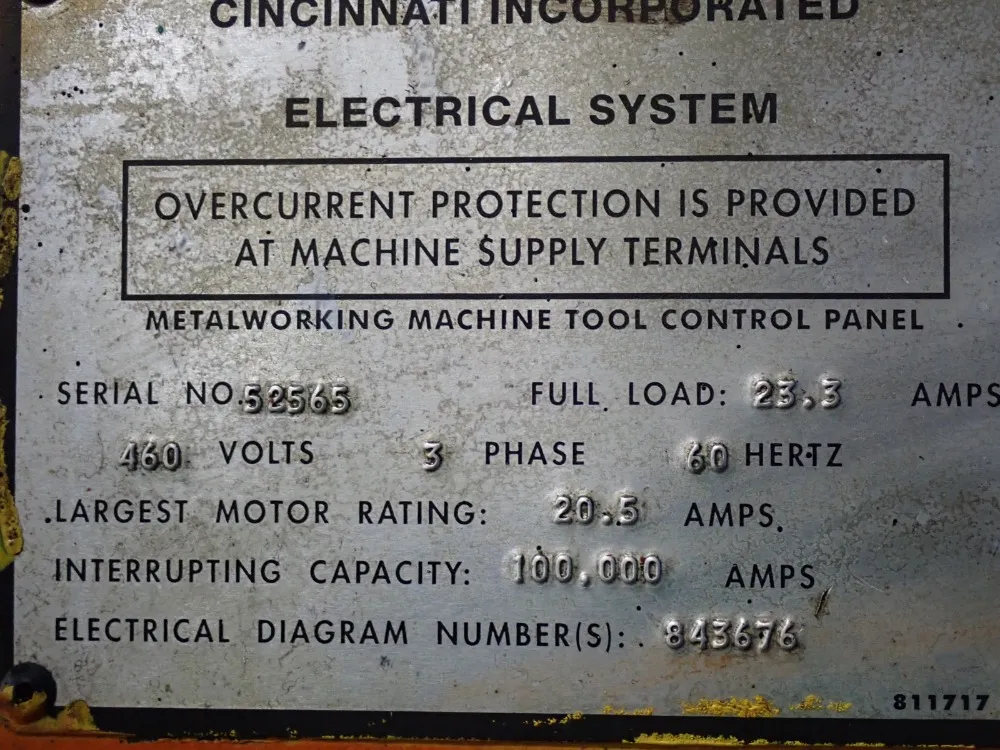 CINCINNATI INCORPORATED
ELECTRICAL SYSTEM
OVERCURRENT PROTECTION IS PROVIDED
AT MACHINE SUPPLY TERMINALS
METALWORKING MACHINE TOOL CONTROL PANEL
SERIAL NO. 52565 FULL LOAD: 23.3 AMPS
460 VOLTS 3 PHASE 60 HERTZ
LARGEST MOTOR RATING: 20.5 AMPS
INTERRUPTING CAPACITY: 100,000 AMPS
ELECTRICAL DIAGRAM NUMBER(S): 843676
811717